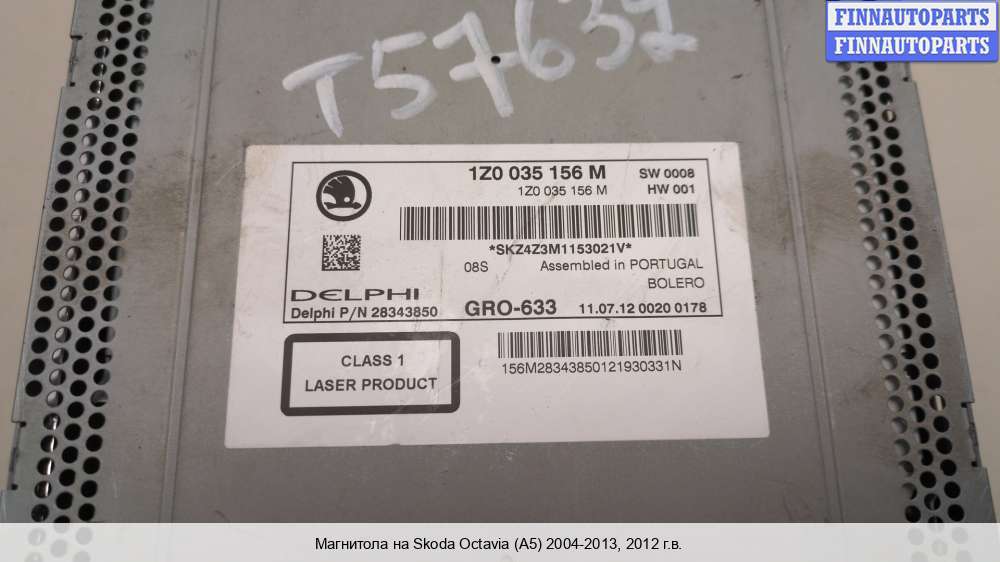 FINNAUTOPARTS
FINNAUTOPARTS
T57637
1Z0 035 156 M SW 0008
1Z0 035 156 M HW 001
*SKZ4Z3M1153021V*
08S Assembled in PORTUGAL
BOLERO
DELPHI
Delphi P/N 28343850 GRO-633 11.07.12 0020 0178
CLASS 1
LASER PRODUCT
156M28343850121930331N
Магнитола на Skoda Octavia (A5) 2004-2013, 2012 г.в.